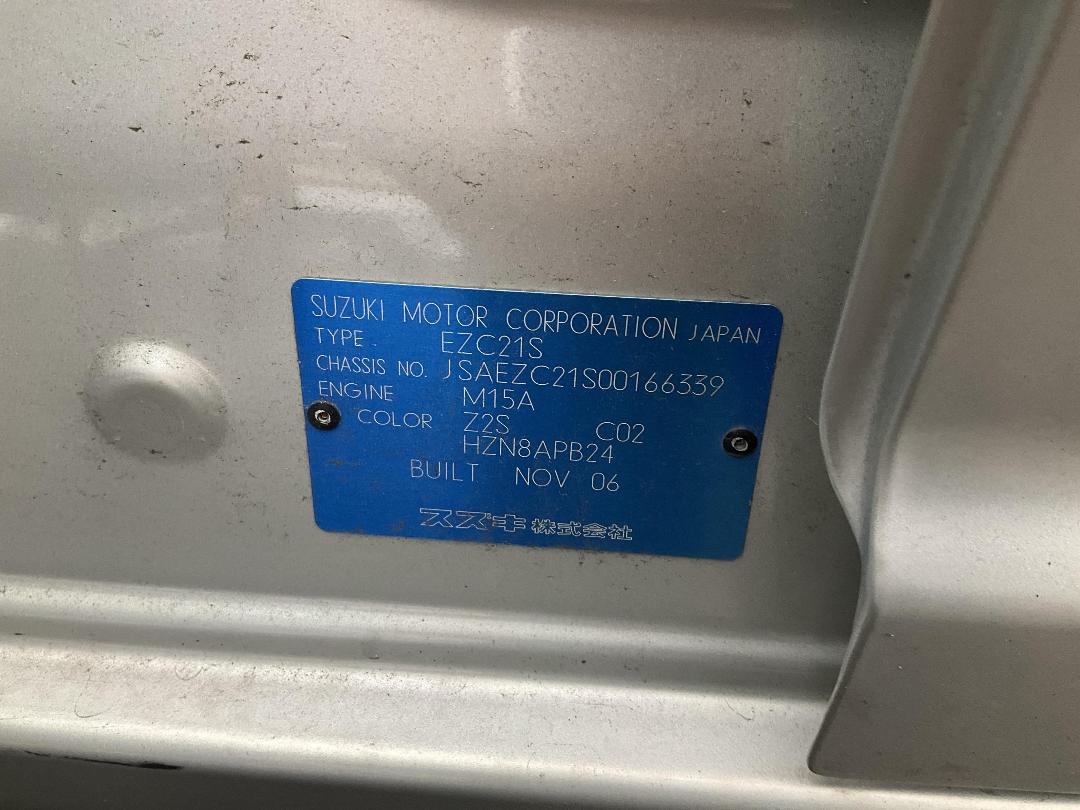 SUZUKI MOTOR CORPORATION JAPAN
TYPE EZC21S
CHASSIS NO. JSAEZC21S00166339
ENGINE M15A
COLOR Z2S C02
HZN8APB24
BUILT NOV 06
スズキ株式会社